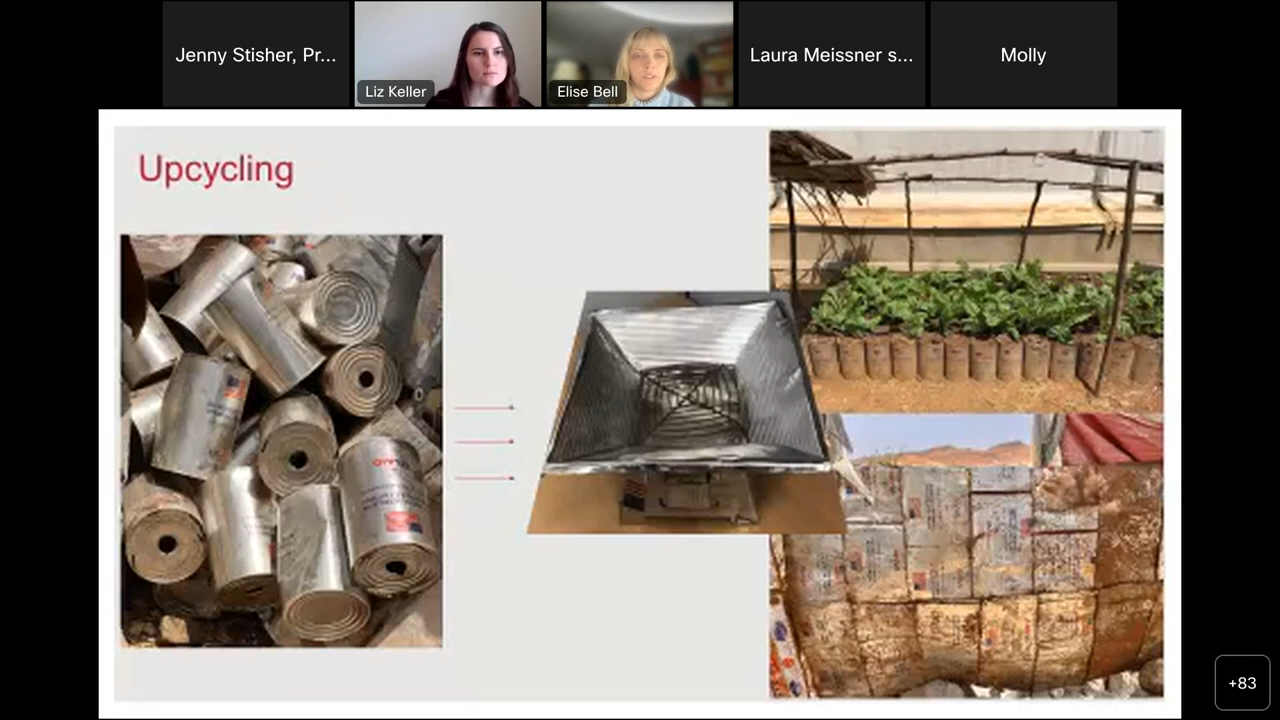 Jenny Stisher, Pr...
Liz Keller
Elise Bell
Laura Meissner s...
Molly
Upcycling
+83